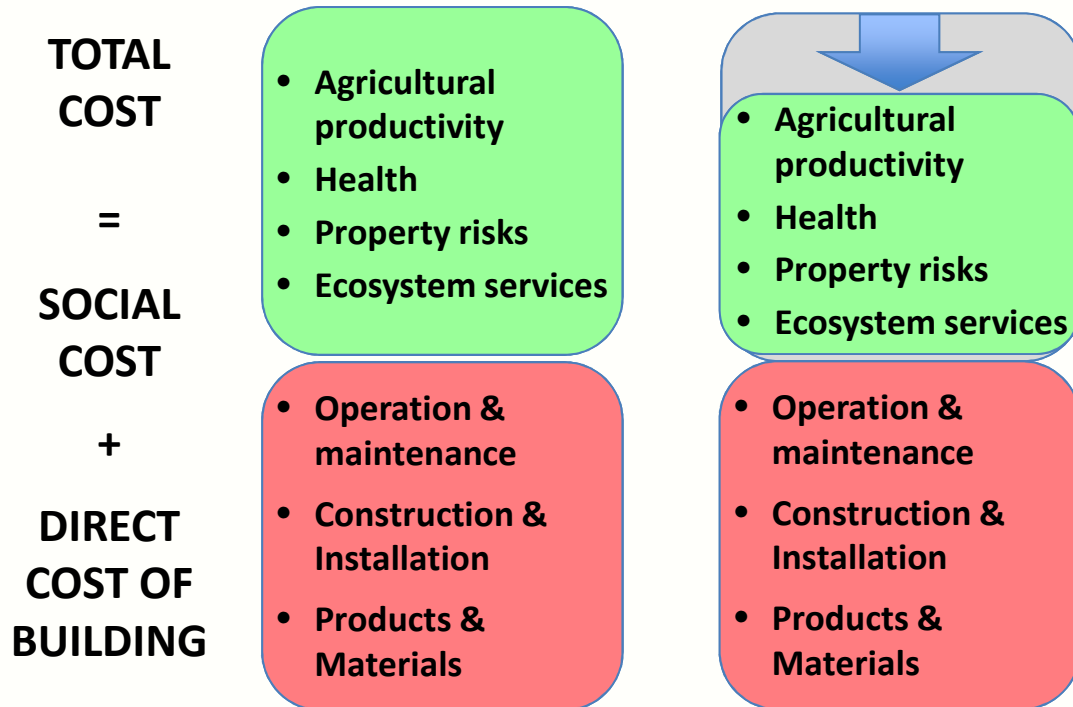 TOTAL
COST
=
SOCIAL
COST
+
DIRECT
COST OF
BUILDING
• Agricultural
productivity
• Health
• Property risks
• Ecosystem services
• Operation &
maintenance
• Construction &
Installation
• Products &
Materials
• Agricultural
productivity
• Health
• Property risks
• Ecosystem services
• Operation &
maintenance
• Construction &
Installation
• Products &
Materials